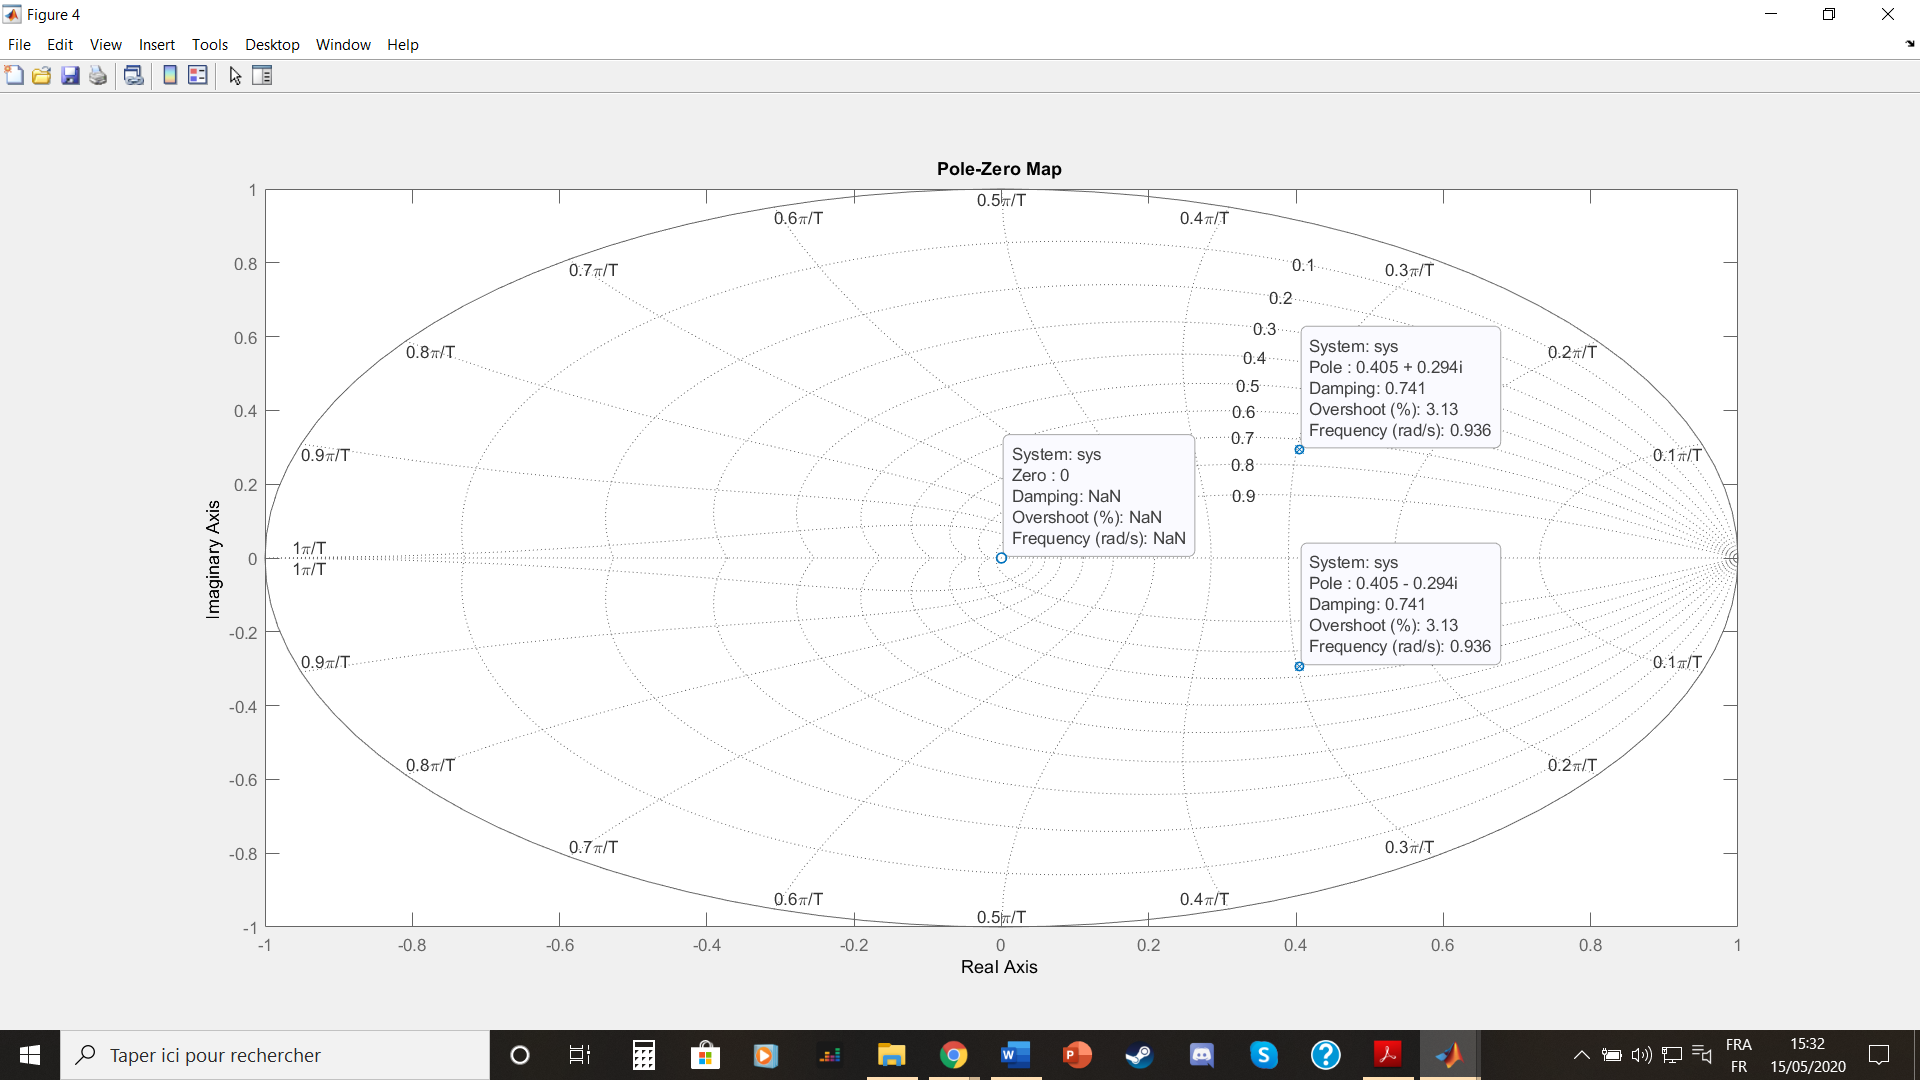 Figure 4
File Edit View Insert Tools Desktop Window Help
Pole-Zero Map
1
0.8
0.6
0.4
0.2
0
-0.2
-0.4
-0.6
-0.8
-1
Imaginary Axis
0.5π/T
0.6π/T
0.4π/T
0.7π/T
0.1
0.3π/T
0.2
0.3
0.8π/T
0.4
0.2π/T
0.5
0.6
0.7
0.9π/T
0.8
0.1π/T
0.9
1π/T
1π/T
System: sys
Pole : 0.405 + 0.294i
Damping: 0.741
Overshoot (%): 3.13
Frequency (rad/s): 0.936
System: sys
Zero : 0
Damping: NaN
Overshoot (%): NaN
Frequency (rad/s): NaN
System: sys
Pole : 0.405 - 0.294i
Damping: 0.741
Overshoot (%): 3.13
Frequency (rad/s): 0.936
0.9π/T
0.1π/T
0.8π/T
0.2π/T
0.7π/T
0.3π/T
0.6π/T
0.4π/T
0.5π/T
-1 -0.8 -0.6 -0.4 -0.2 0 0.2 0.4 0.6 0.8 1
Real Axis
Taper ici pour rechercher
FRA
FR
15:32
15/05/2020